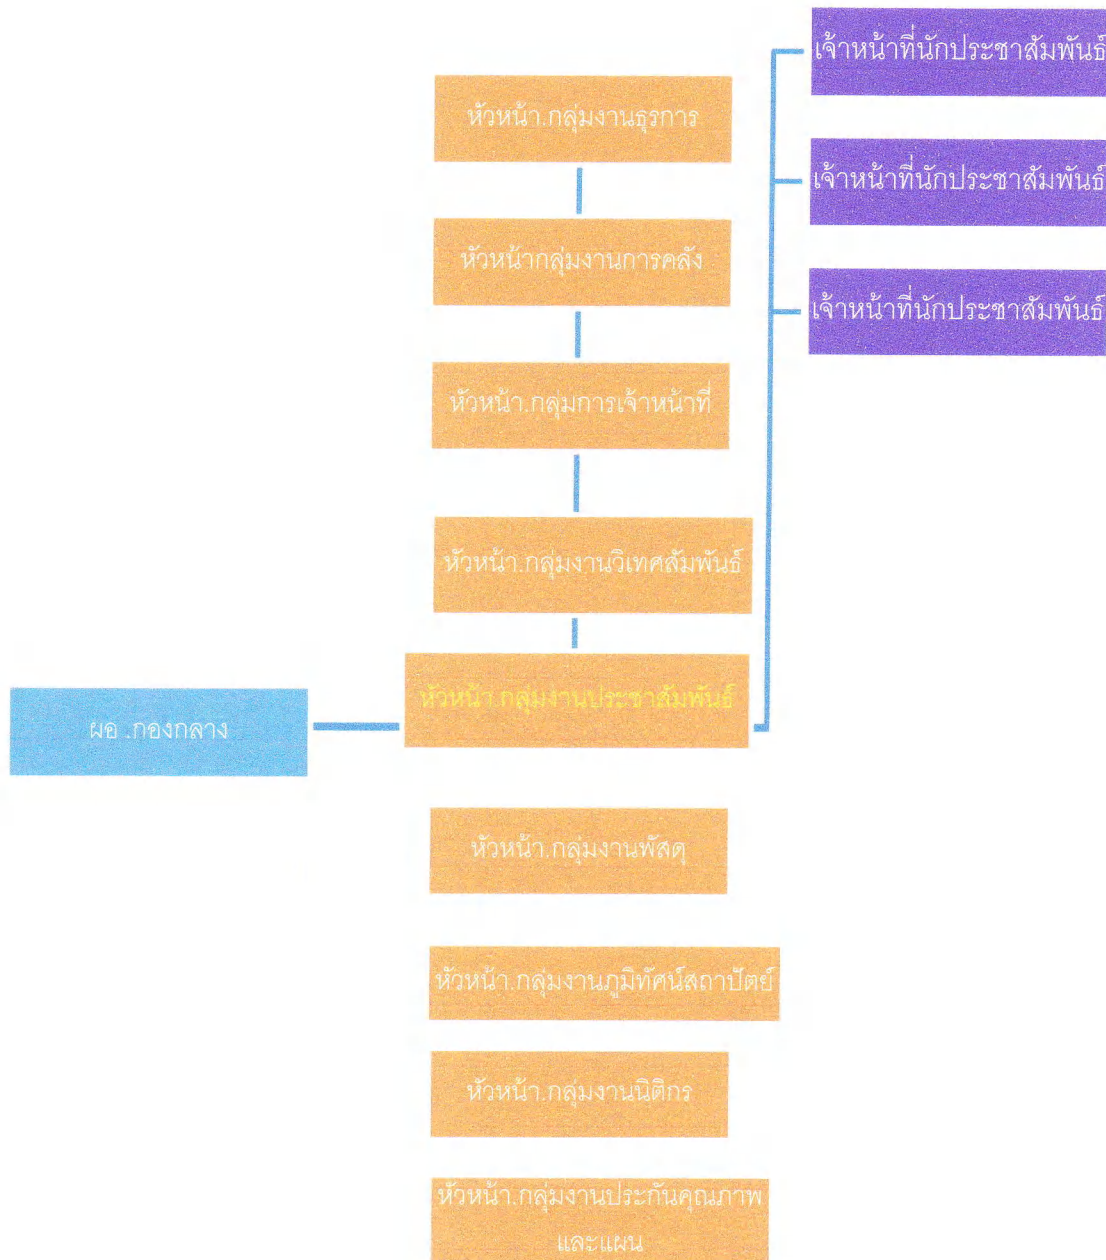 เจ้าหน้าที่นักประชาสัมพันธ์
เจ้าหน้าที่นักประชาสัมพันธ์
เจ้าหน้าที่นักประชาสัมพันธ์
หัวหน้า.กลุ่มงานธุรการ
หัวหน้ากลุ่มงานการคลัง
หัวหน้า.กลุ่มการเจ้าหน้าที่
หัวหน้า.กลุ่มงานวิเทศสัมพันธ์
หัวหน้า.กลุ่มงานประชาสัมพันธ์
ผอ .กองกลาง
หัวหน้า.กลุ่มงานพัสดุ
หัวหน้า.กลุ่มงานภูมิทัศน์สถาปัตย์
หัวหน้า.กลุ่มงานนิติกร
หัวหน้า.กลุ่มงานประกันคุณภาพ
และแผน